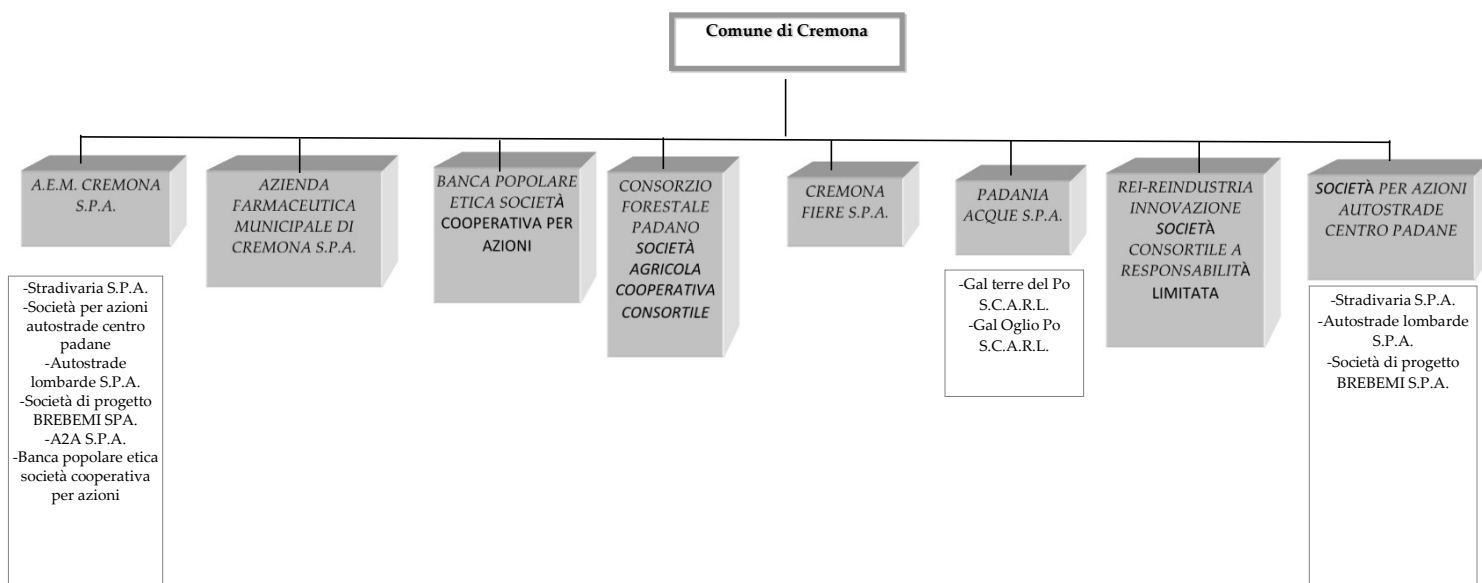 Comune di Cremona
A.E.M. CREMONA
S.P.A.
-Stradivaria S.P.A.
-Società per azioni
autostrade centro
padane
-Autostrade
lombarde S.P.A.
-Società di progetto
BREBEMI SPA.
-A2A S.P.A.
-Banca popolare etica
società cooperativa
per azioni
AZIENDA
FARMACEUTICA
MUNICIPALE DI
CREMONA S.P.A.
BANCA POPOLARE
ETICA SOCIETÀ
COOPERATIVA PER
AZIONI
CONSORZIO
FORESTALE
PADANO
SOCIETÀ
AGRICOLA
COOPERATIVA
CONSORTILE
CREMONA
FIERE S.P.A.
PADANIA
ACQUE S.P.A.
-Gal terre del Po
S.C.A.R.L.
-Gal Oglio Po
S.C.A.R.L.
REI-REINDUSTRIA
INNOVAZIONE
SOCIETÀ
CONSORTILE A
RESPONSABILITÀ
LIMITATA
SOCIETÀ PER AZIONI
AUTOSTRADE
CENTRO PADANE
-Stradivaria S.P.A.
-Autostrade lombarde
S.P.A.
-Società di progetto
BREBEMI S.P.A.